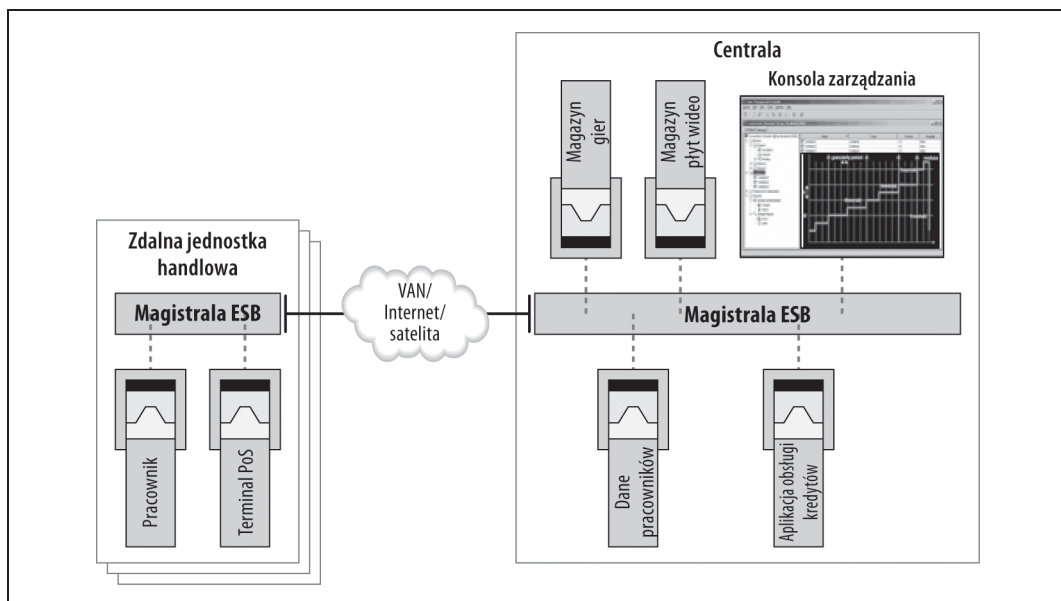 Centrala
Konsola zarządzania
Magazyn
gier
Magazyn
płyt wideo
Zdalna jednostka
handlowa
Magistrala ESB
VAN/
Internet/
satelita
Magistrala ESB
Pracownik
Terminal PoS
Dane
pracowników
Aplikacja obsługi
kredytów